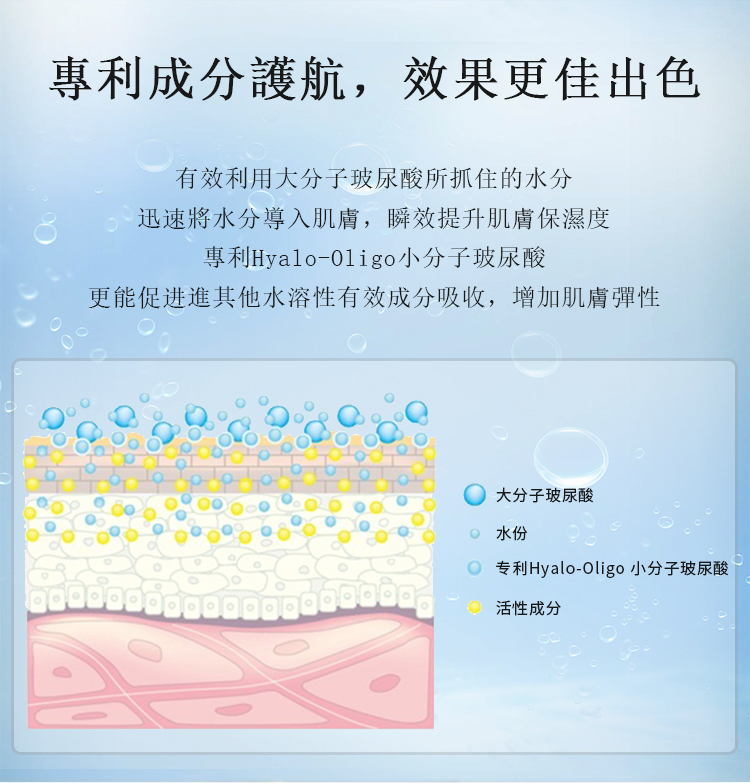 專利成分護航，效果更佳出色
有效利用大分子玻尿酸所抓住的水分
迅速將水分導入肌膚，瞬效提升肌膚保濕度
專利Hyalo-Oligo小分子玻尿酸
更能促进進其他水溶性有效成分吸收，增加肌膚彈性
大分子玻尿酸
水份
专利Hyalo-Oligo 小分子玻尿酸
活性成分